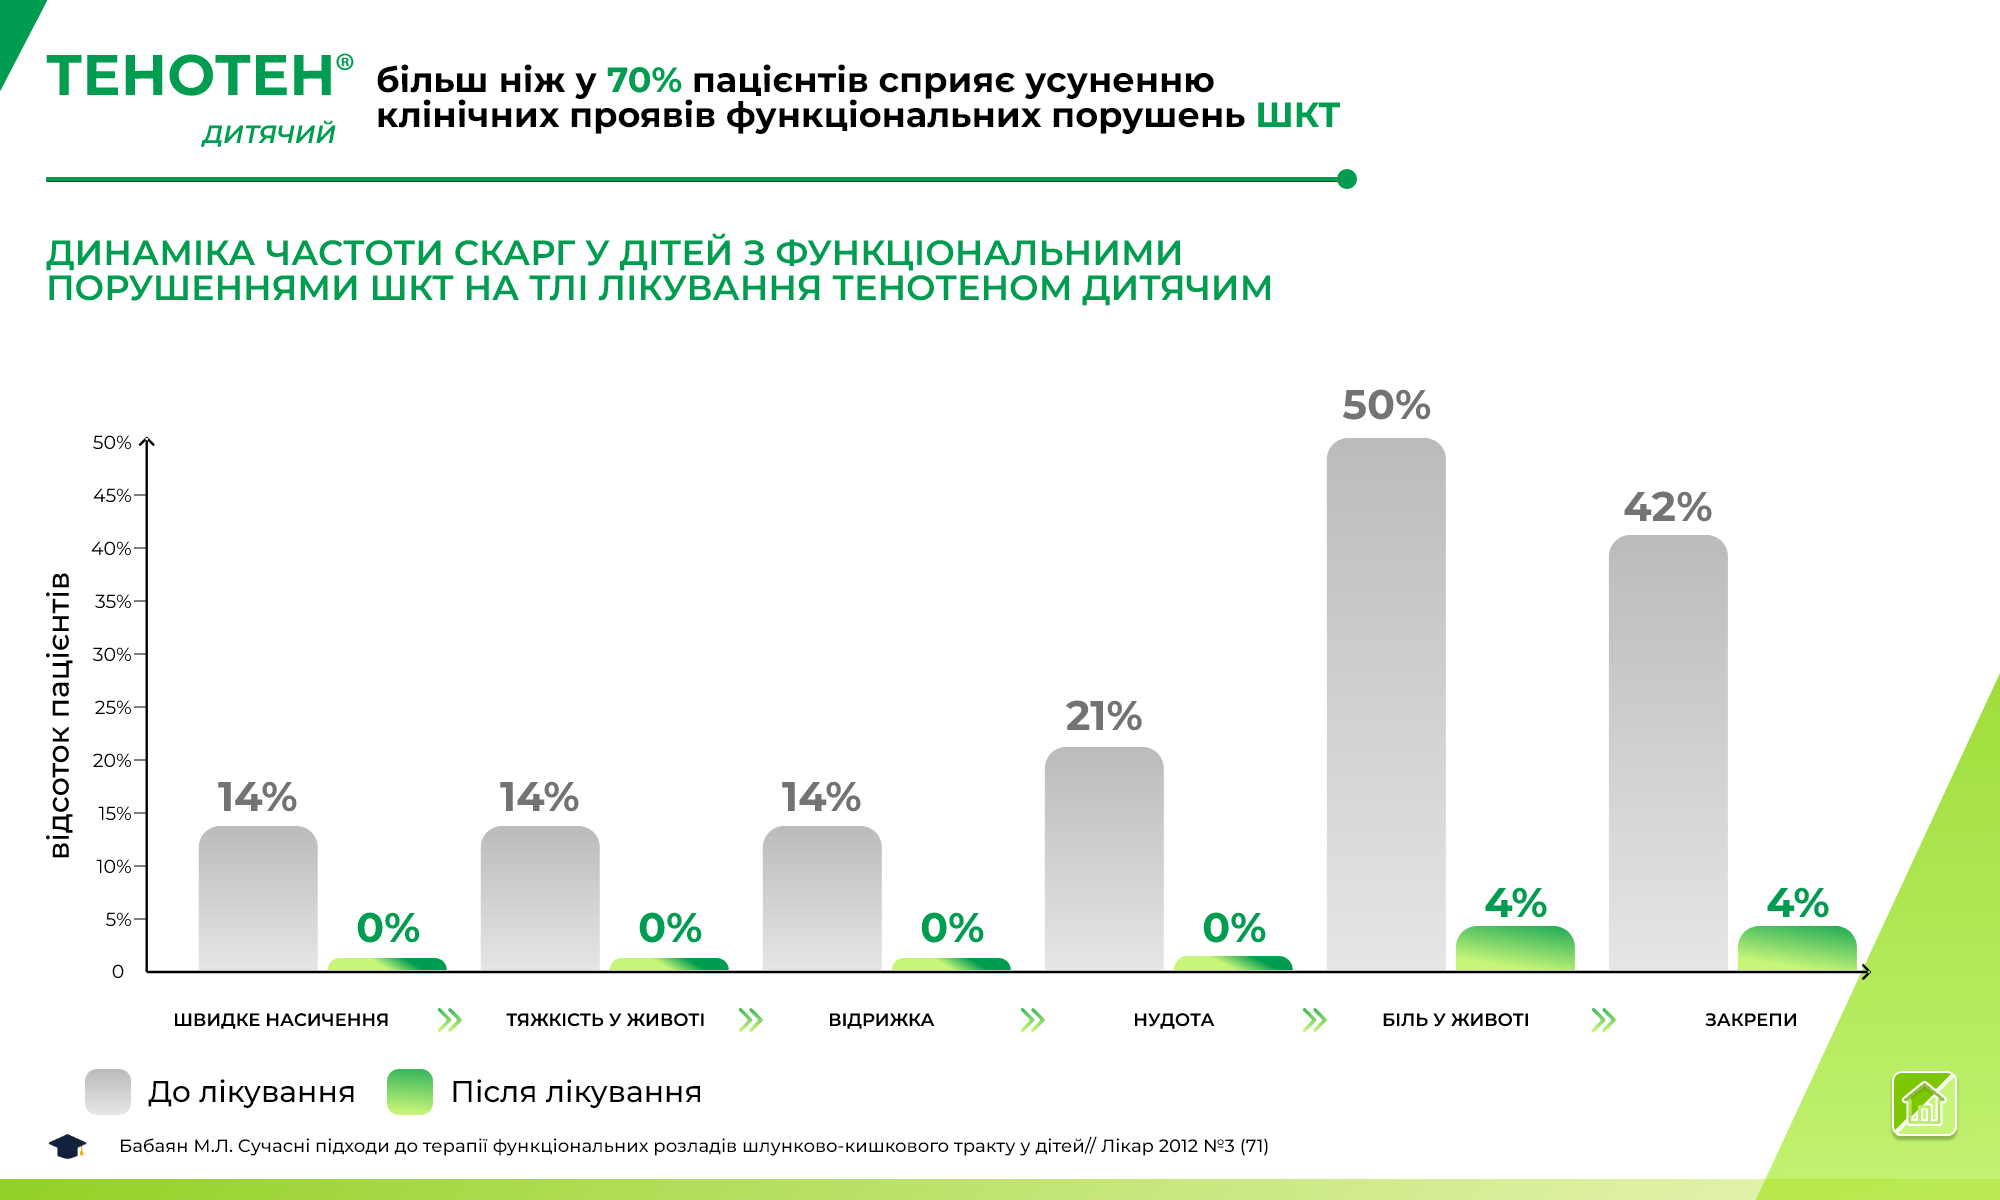 ТЕНОТЕН®
дитячий
більш ніж у 70% пацієнтів сприяє усуненню
клінічних проявів функціональних порушень ШКТ
ДИНАМІКА ЧАСТОТИ СКАРГ У ДІТЕЙ З ФУНКЦІОНАЛЬНИМИ
ПОРУШЕННЯМИ ШКТ НА ТЛІ ЛІКУВАННЯ ТЕНОТЕНОМ ДИТЯЧИМ
відсоток пацієнтів
50%
45%
40%
35%
30%
25%
20%
15%
10%
5%
0
14%
0%
14%
0%
14%
0%
21%
0%
50%
4%
42%
4%
ШВИДКЕ НАСИЧЕННЯ
ТЯЖКІСТЬ У ЖИВОТІ
ВІДРИЖКА
НУДОТА
БІЛЬ У ЖИВОТІ
ЗАКРЕПИ
До лікування
Після лікування
Бабаян М.Л. Сучасні підходи до терапії функціональних розладів шлунково-кишкового тракту у дітей// Лікар 2012 №3 (71)